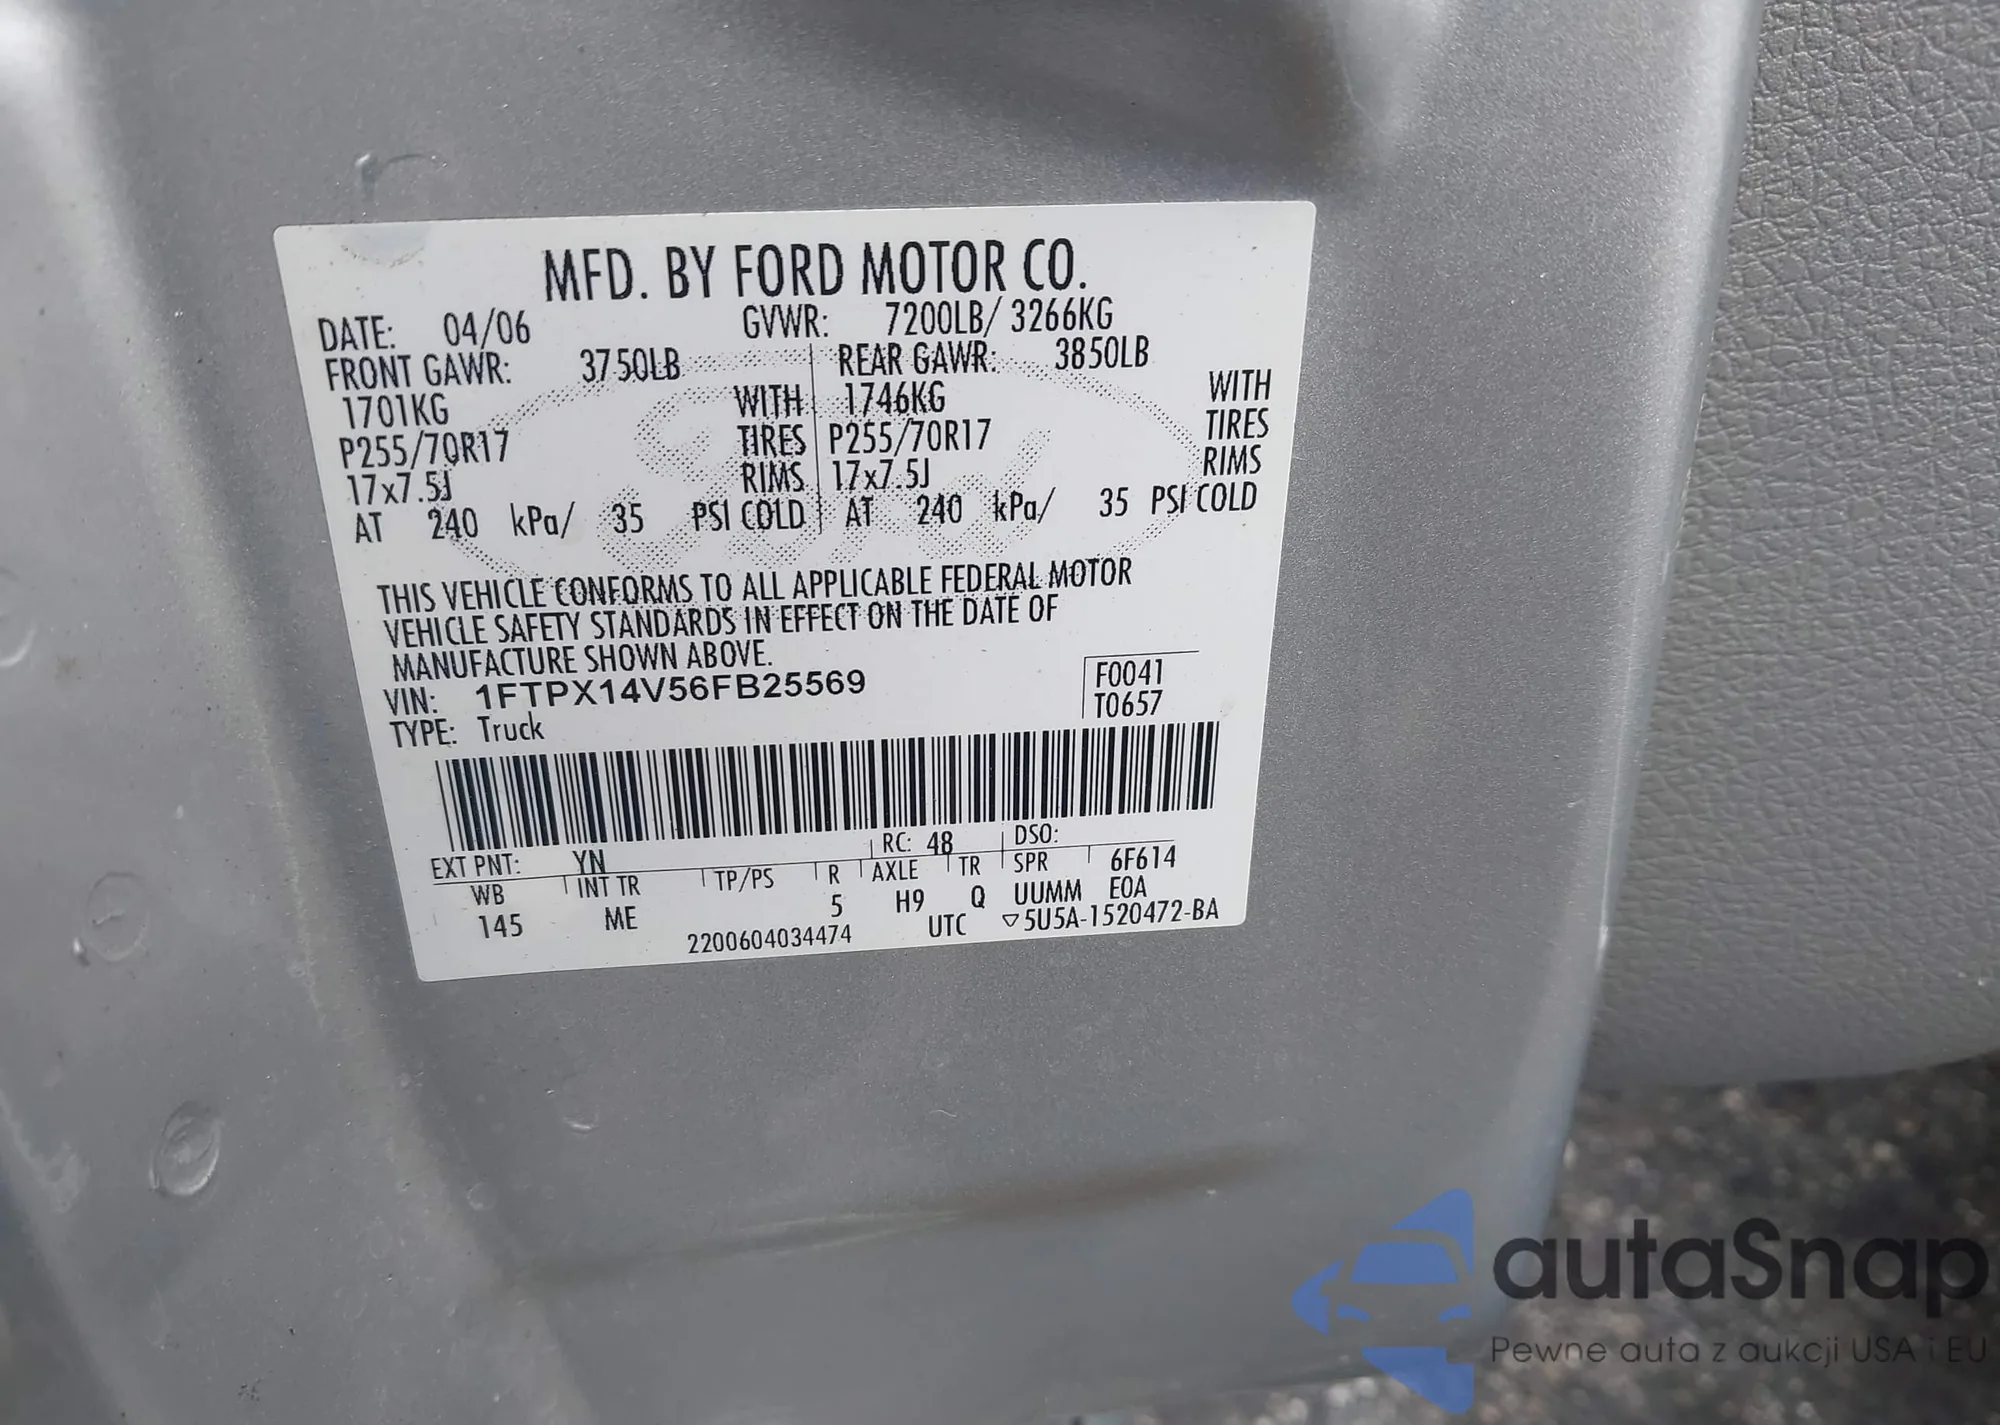 MFD. BY FORD MOTOR CO.
DATE: 04/06 GVWR: 7200LB/ 3266KG
FRONT GAWR: 3750LB REAR GAWR: 3850LB
1701KG WITH 1746KG WITH
P255/70R17 TIRES P255/70R17 TIRES
17x7.5J RIMS 17x7.5J RIMS
AT 240 kPa/ 35 PSI COLD AT 240 kPa/ 35 PSI COLD
THIS VEHICLE CONFORMS TO ALL APPLICABLE FEDERAL MOTOR
VEHICLE SAFETY STANDARDS IN EFFECT ON THE DATE OF
MANUFACTURE SHOWN ABOVE.
VIN: 1FTPX14V56FB25569 F0041
TYPE: Truck T0657
EXT PNT: YN RC: 48 DSO:
WB INT TR TP/PS R AXLE TR SPR 6F614
145 ME 5 H9 Q UUMM EOA
2200604034474 UTC ▽5U5A-1520472-BA
autaSnap
Pewne auta z aukcji USA i EU